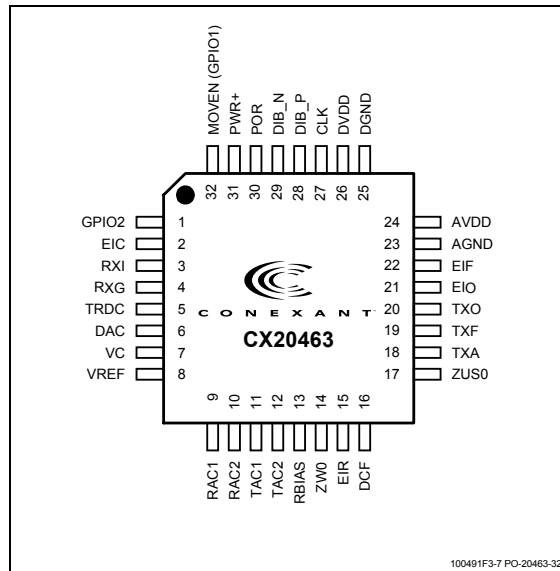 MOVEN (GPIO1)
PWR+
POR
DIB_N
DIB_P
CLK
DVDD
DGND
32 31 30 29 28 27 26 25
GPIO2 1
EIC 2
RXI 3
RXG 4
TRDC 5
DAC 6
VC 7
VREF 8
24 AVDD
23 AGND
22 EIF
21 EIO
20 TXO
19 TXF
18 TXA
17 ZUS0
CONEXANT
CX20463
9 10 11 12 13 14 15 16
RAC1
RAC2
TAC1
TAC2
RBIAS
ZW0
EIR
DCF
100491F3-7 PO-20463-32